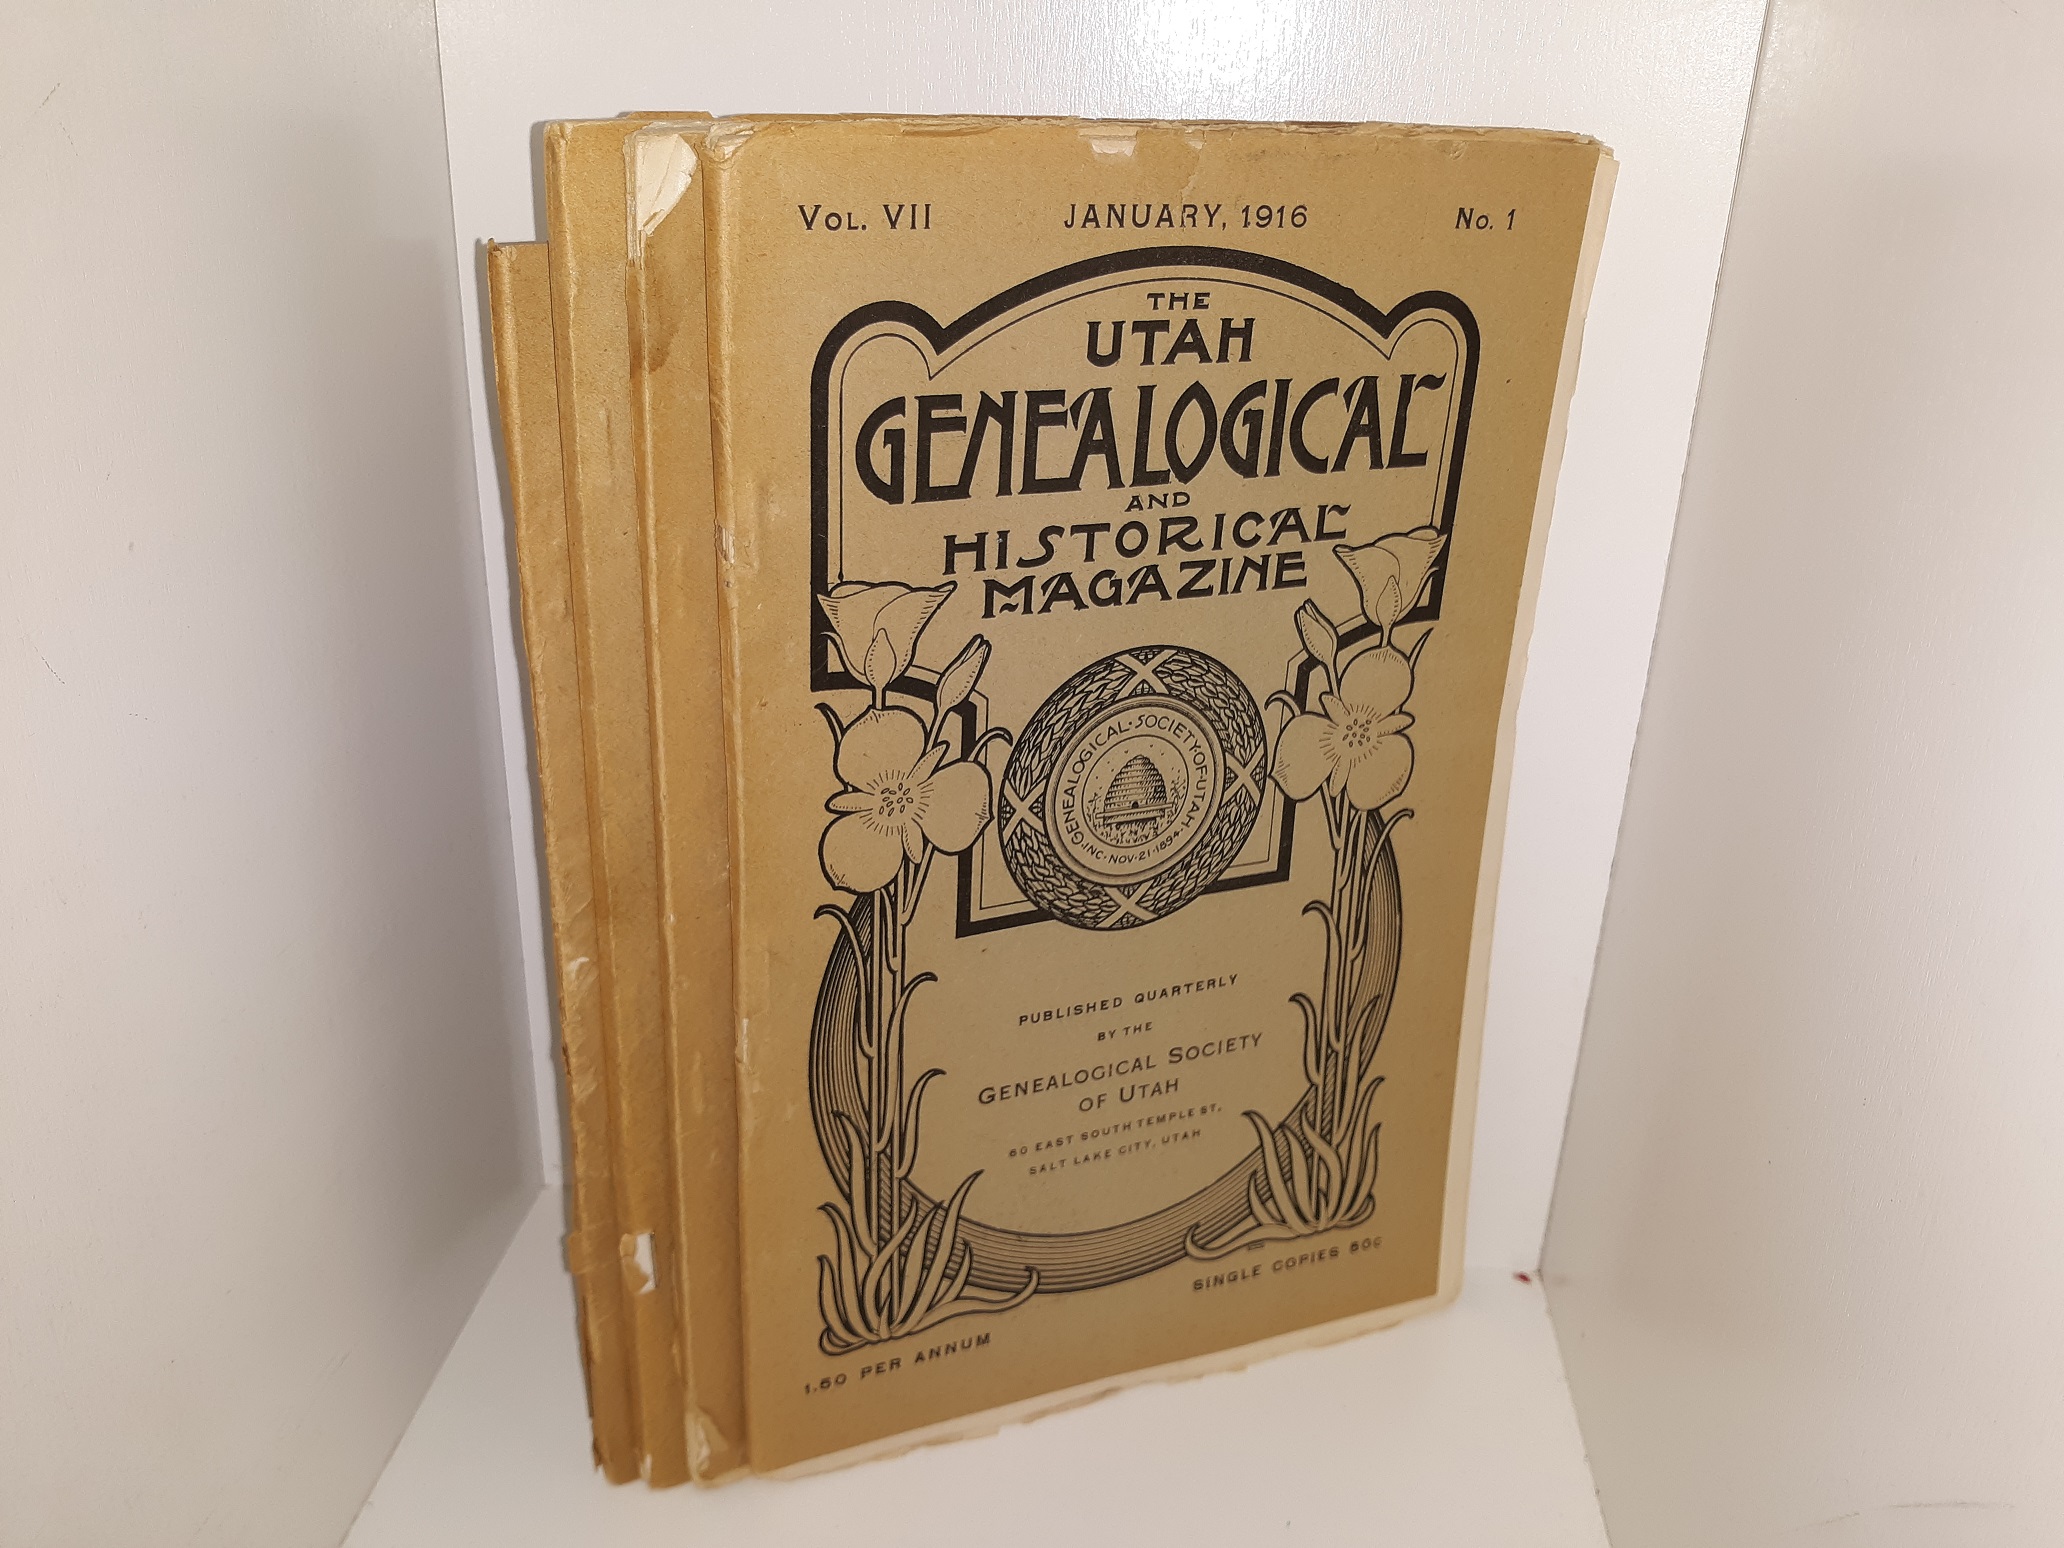 VOL. VII JANUARY, 1916 No. 1
THE
UTAH
GENEALOGICAL
AND
HISTORICAL
MAGAZINE
GENEALOGICAL·SOCIETY·OF·UTAH
·INC·NOV·21·1894·
PUBLISHED QUARTERLY
BY THE
GENEALOGICAL SOCIETY
OF UTAH
60 EAST SOUTH TEMPLE ST.
SALT LAKE CITY, UTAH
1.50 PER ANNUM SINGLE COPIES 50c